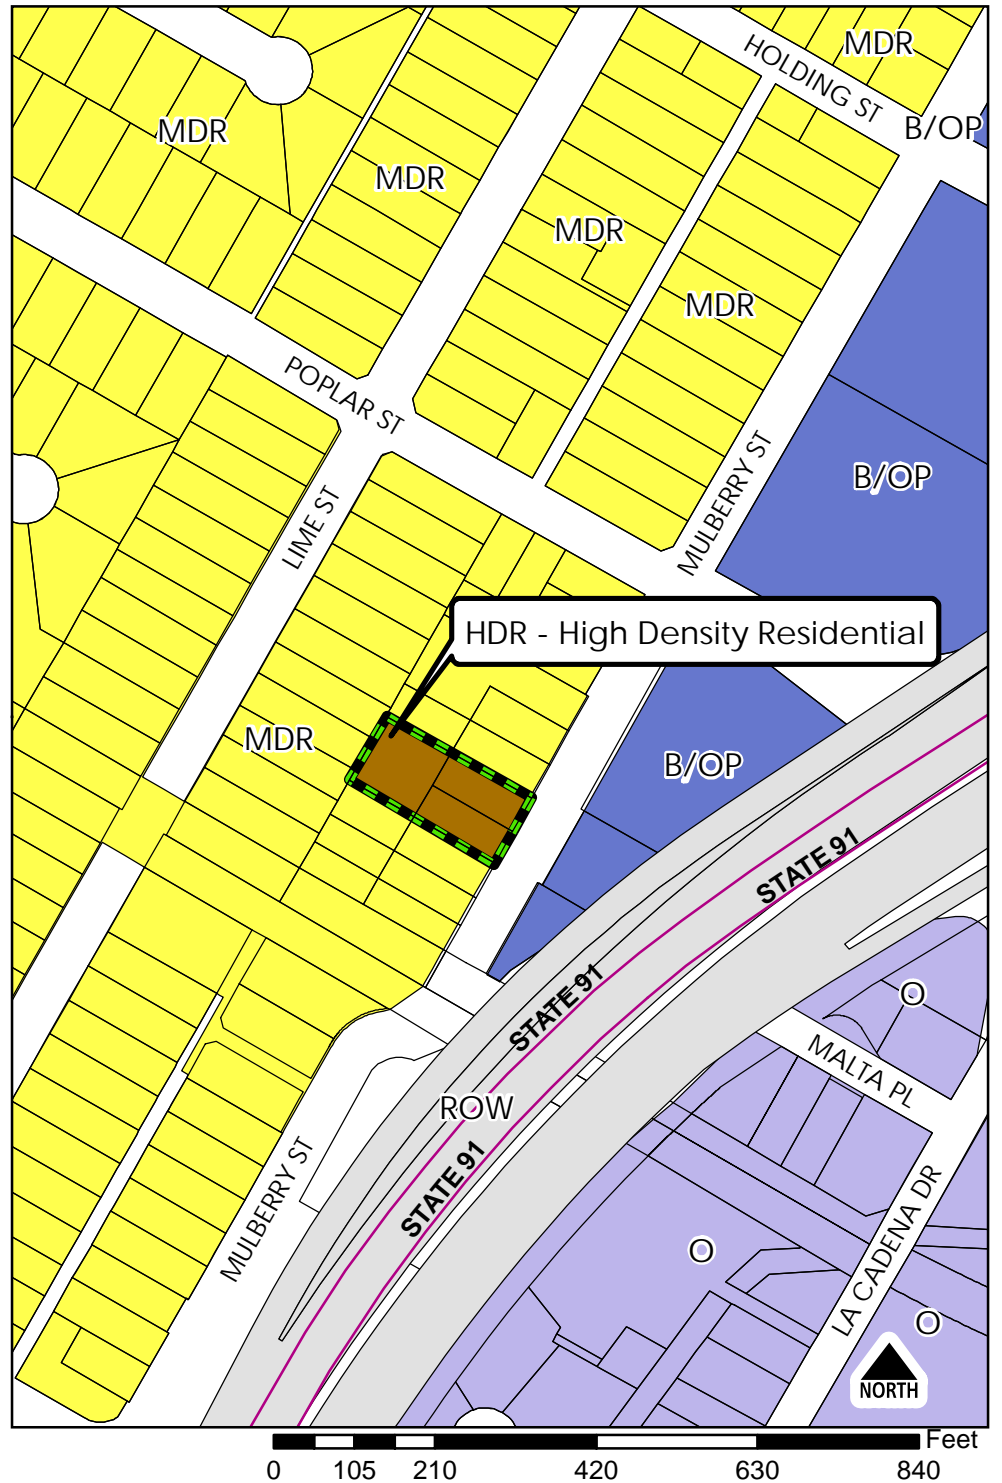 MDR
HOLDING ST
B/OP
MDR
MDR
MDR
MDR
POPLAR ST
MULBERRY ST
B/OP
LIME ST
HDR - High Density Residential
MDR
B/OP
STATE 91
STATE 91
O
MALTA PL
ROW
STATE 91
MULBERRY ST
LA CADENA DR
O
O
NORTH
Feet
0 105 210 420 630 840